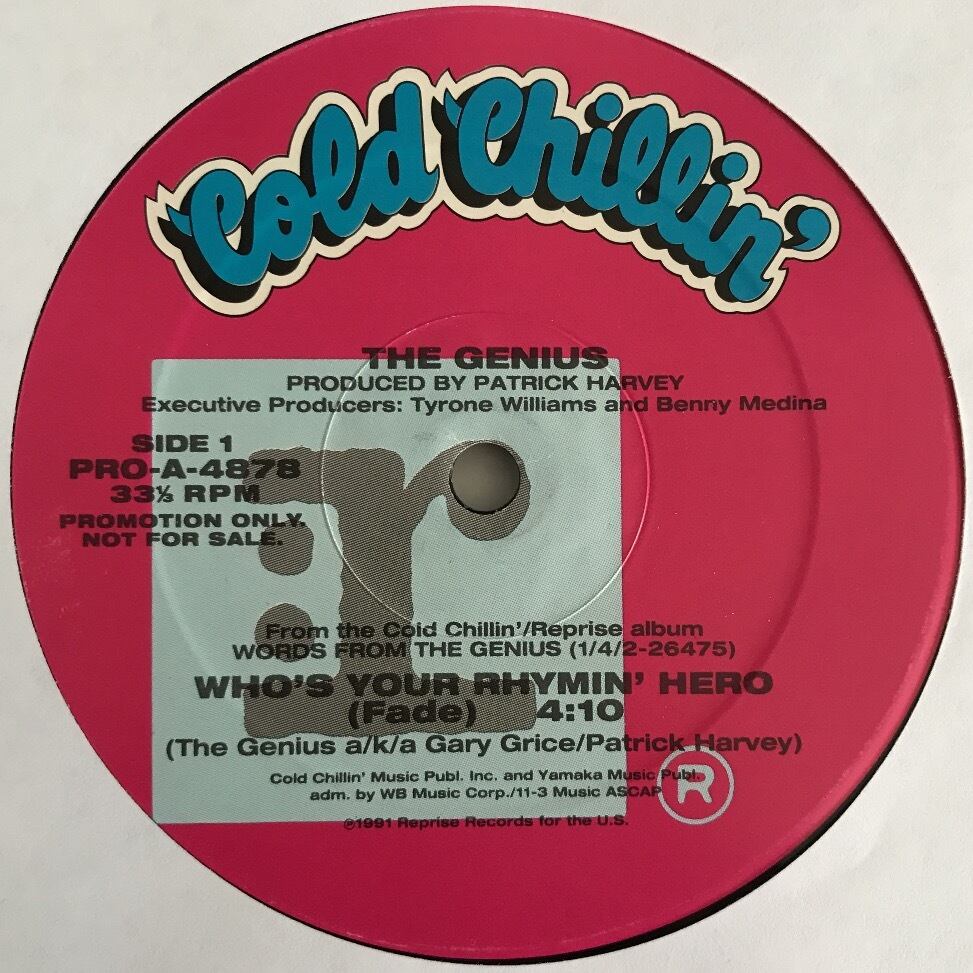 'Cold Chillin'
THE GENIUS
PRODUCED BY PATRICK HARVEY
Executive Producers: Tyrone Williams and Benny Medina
SIDE 1
PRO-A-4878
33⅓ RPM
PROMOTION ONLY.
NOT FOR SALE.
r:
From the Cold Chillin'/Reprise album
WORDS FROM THE GENIUS (1/4/2-26475)
WHO'S YOUR RHYMIN' HERO
(Fade) 4:10
(The Genius a/k/a Gary Grice/Patrick Harvey)
Cold Chillin' Music Publ. Inc. and Yamaka Music Publ.
adm. by WB Music Corp./11-3 Music ASCAP
R
℗1991 Reprise Records for the U.S.